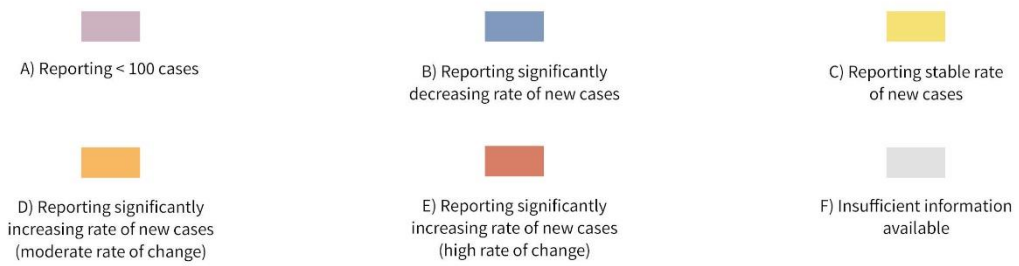 A) Reporting < 100 cases
B) Reporting significantly
decreasing rate of new cases
C) Reporting stable rate
of new cases
D) Reporting significantly
increasing rate of new cases
(moderate rate of change)
E) Reporting significantly
increasing rate of new cases
(high rate of change)
F) Insufficient information
available